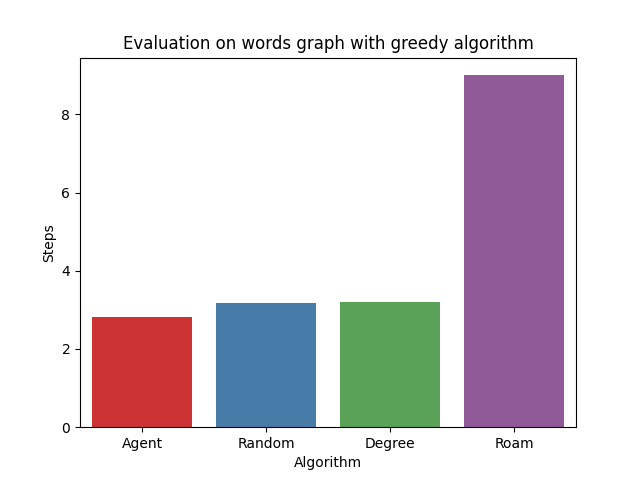 Evaluation on words graph with greedy algorithm
8
6
4
2
0
Steps
Agent Random Degree Roam
Algorithm